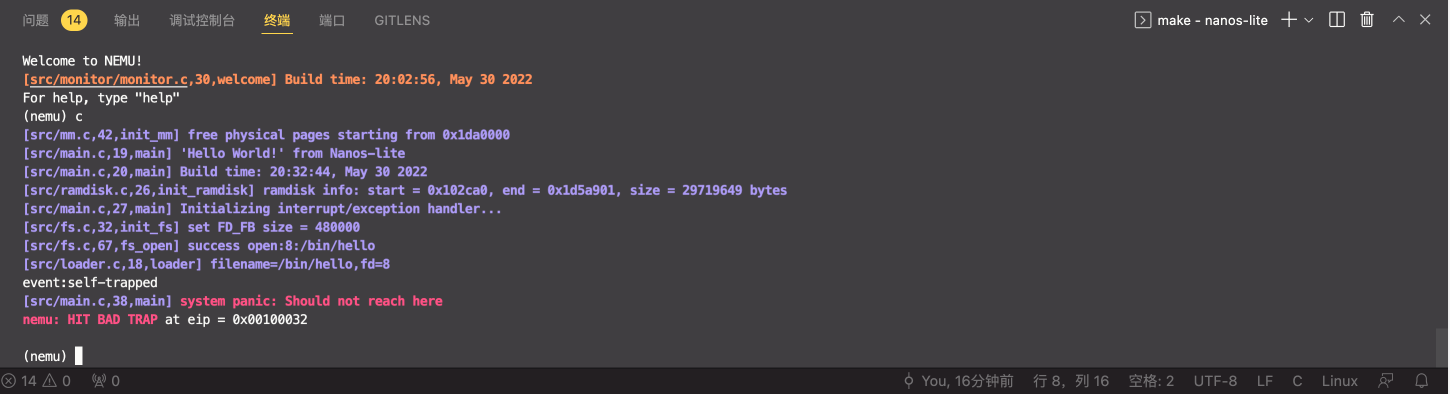 问题 14 输出 调试控制台 终端 端口 GITLENS make - nanos-lite
Welcome to NEMU!
[src/monitor/monitor.c,30,welcome] Build time: 20:02:56, May 30 2022
For help, type "help"
(nemu) c
[src/mm.c,42,init_mm] free physical pages starting from 0x1da0000
[src/main.c,19,main] 'Hello World!' from Nanos-lite
[src/main.c,20,main] Build time: 20:32:44, May 30 2022
[src/ramdisk.c,26,init_ramdisk] ramdisk info: start = 0x102ca0, end = 0x1d5a901, size = 29719649 bytes
[src/main.c,27,main] Initializing interrupt/exception handler...
[src/fs.c,32,init_fs] set FD_FB size = 480000
[src/fs.c,67,fs_open] success open:8:/bin/hello
[src/loader.c,18,loader] filename=/bin/hello,fd=8
event:self-trapped
[src/main.c,38,main] system panic: Should not reach here
nemu: HIT BAD TRAP at eip = 0x00100032
(nemu)
14 0 0 You, 16分钟前 行 8，列 16 空格: 2 UTF-8 LF C Linux